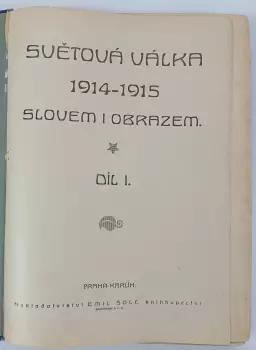 SVĚTOVÁ VÁLKA
1914-1915
SLOVEM I OBRAZEM.
DÍL I.
PRAHA-KARLÍN.
Nakladatelství EMIL ŠOLC knihkupectví